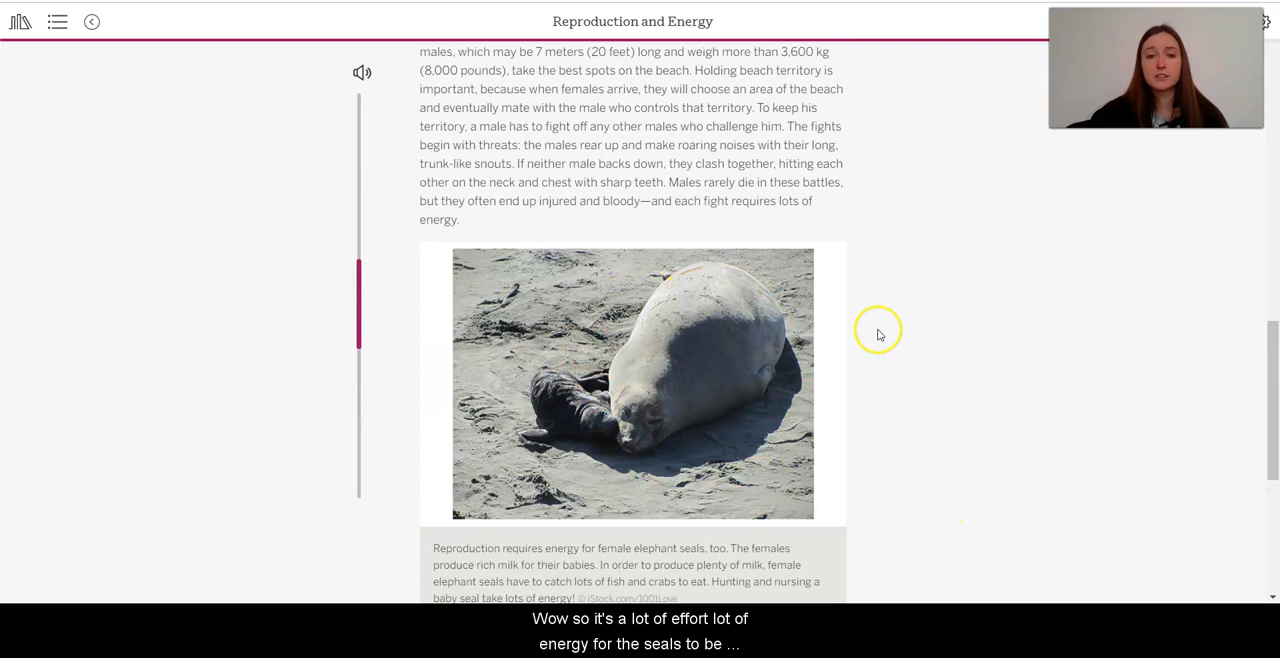 Reproduction and Energy
males, which may be 7 meters (20 feet) long and weigh more than 3,600 kg
(8,000 pounds), take the best spots on the beach. Holding beach territory is
important, because when females arrive, they will choose an area of the beach
and eventually mate with the male who controls that territory. To keep his
territory, a male has to fight off any other males who challenge him. The fights
begin with threats: the males rear up and make roaring noises with their long,
trunk-like snouts. If neither male backs down, they clash together, hitting each
other on the neck and chest with sharp teeth. Males rarely die in these battles,
but they often end up injured and bloody—and each fight requires lots of
energy.
Reproduction requires energy for female elephant seals, too. The females
produce rich milk for their babies. In order to produce plenty of milk, female
elephant seals have to catch lots of fish and crabs to eat. Hunting and nursing a
baby seal take lots of energy! © iStock.com/1001Love
Wow so it's a lot of effort lot of
energy for the seals to be ...